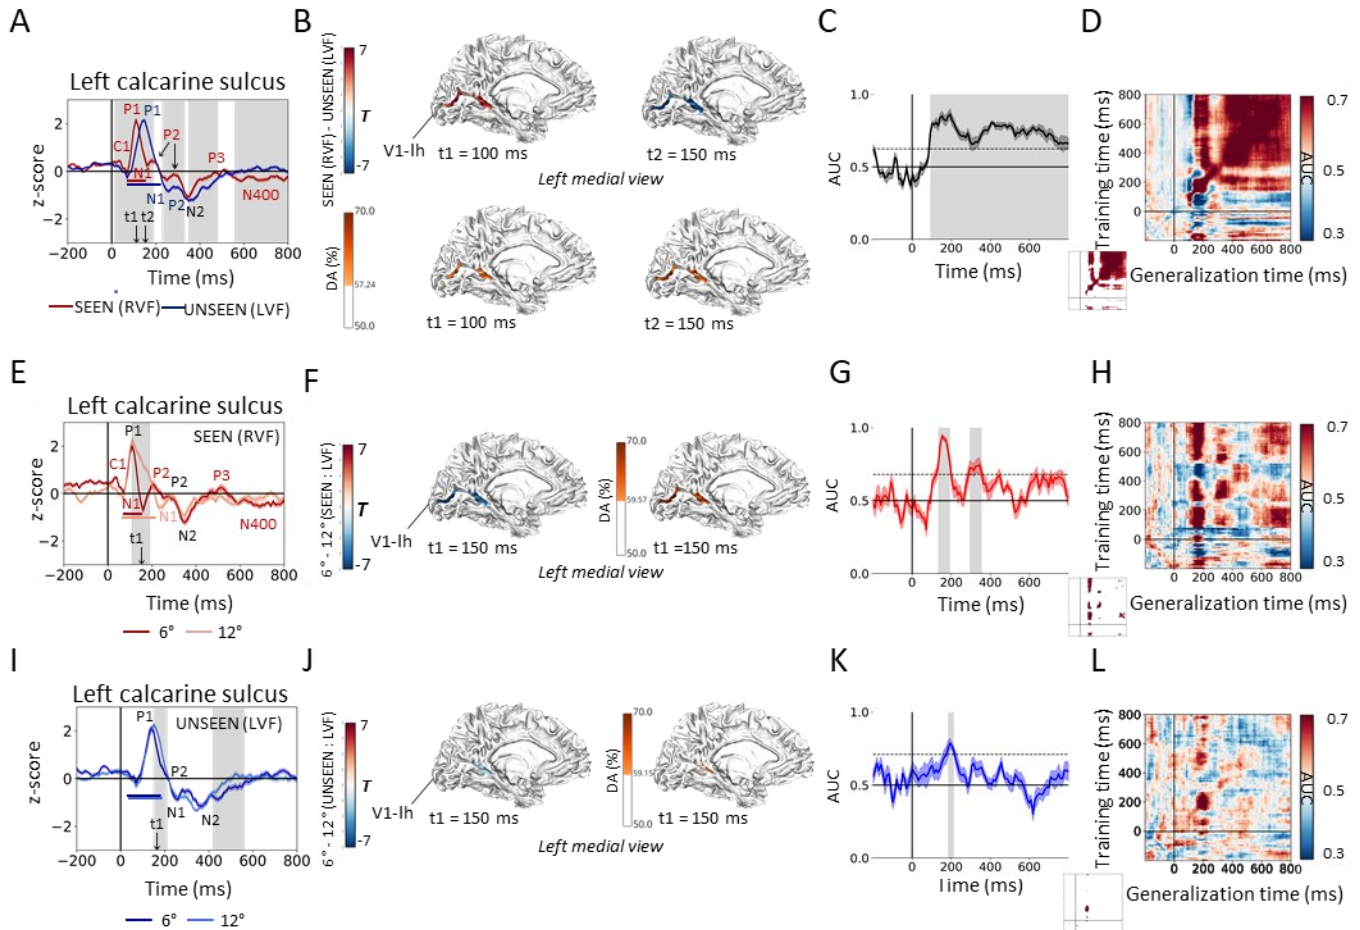 A
Left calcarine sulcus
z-score
2
0
−2
P1
P1
C1
P2
N1
P3
N1
P2
N2
N400
t1
t2
−200
0
200
400
600
800
Time (ms)
SEEN (RVF)
UNSEEN (LVF)
B
SEEN (RVF) - UNSEEN (LVF)
7
T
-7
V1-lh
t1 = 100 ms
t2 = 150 ms
Left medial view
DA (%)
70.0
57.24
50.0
t1 = 100 ms
t2 = 150 ms
C
AUC
1.0
0.5
0.0
0
200
400
600
Time (ms)
D
Training time (ms)
800
600
400
200
0
0
200
400
600
800
Generalization time (ms)
0.7
0.5
0.3
AUC
E
Left calcarine sulcus
z-score
2
0
−2
P1
SEEN (RVF)
C1
P2
P2
P3
N1
N1
N2
N400
t1
−200
0
200
400
600
800
Time (ms)
6°
12°
F
6° - 12° (SEEN : LVF)
7
T
-7
V1-lh
t1 = 150 ms
DA (%)
70.0
59.57
50.0
t1 =150 ms
Left medial view
G
AUC
1.0
0.5
0.0
0
200
400
600
Time (ms)
H
Training time (ms)
800
600
400
200
0
0
200
400
600
800
Generalization time (ms)
0.7
0.5
0.3
AUC
I
Left calcarine sulcus
z-score
2
0
−2
P1
UNSEEN (LVF)
P2
N1
N2
t1
−200
0
200
400
600
800
Time (ms)
6°
12°
J
6° - 12° (UNSEEN : LVF)
7
T
-7
V1-lh
t1 = 150 ms
DA (%)
70.0
59.15
50.0
t1 = 150 ms
Left medial view
K
AUC
1.0
0.5
0.0
0
200
400
600
Time (ms)
L
Training time (ms)
800
600
400
200
0
0
200
400
600
800
Generalization time (ms)
0.7
0.5
0.3
AUC